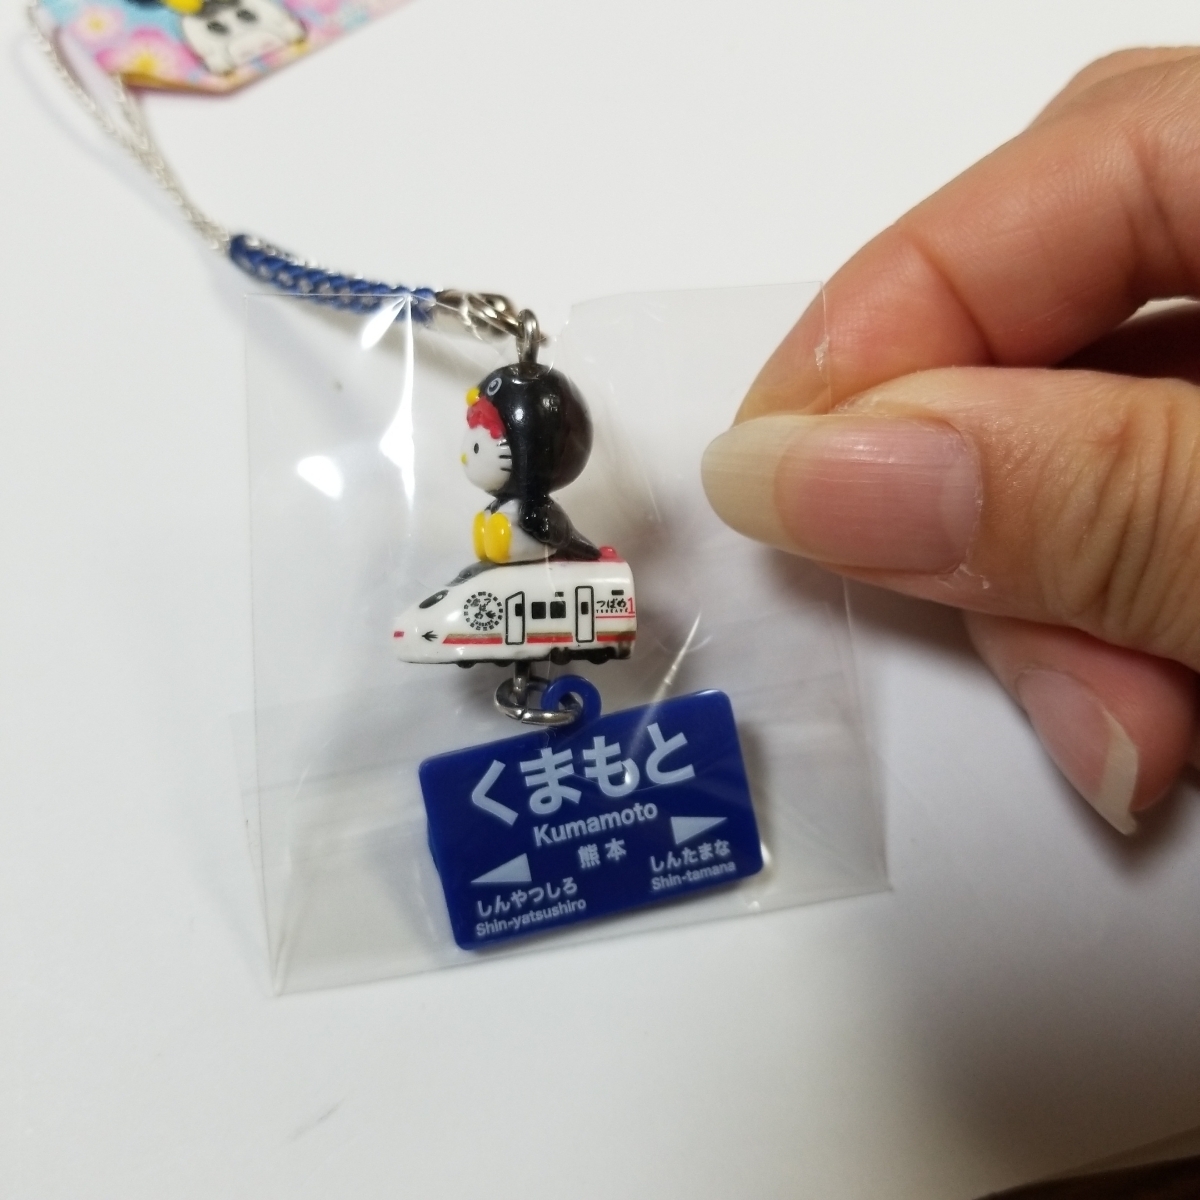 つばめ
くまもと
Kumamoto
熊本
しんたまな
Shin-tamana
しんやつしろ
Shin-yatsushiro